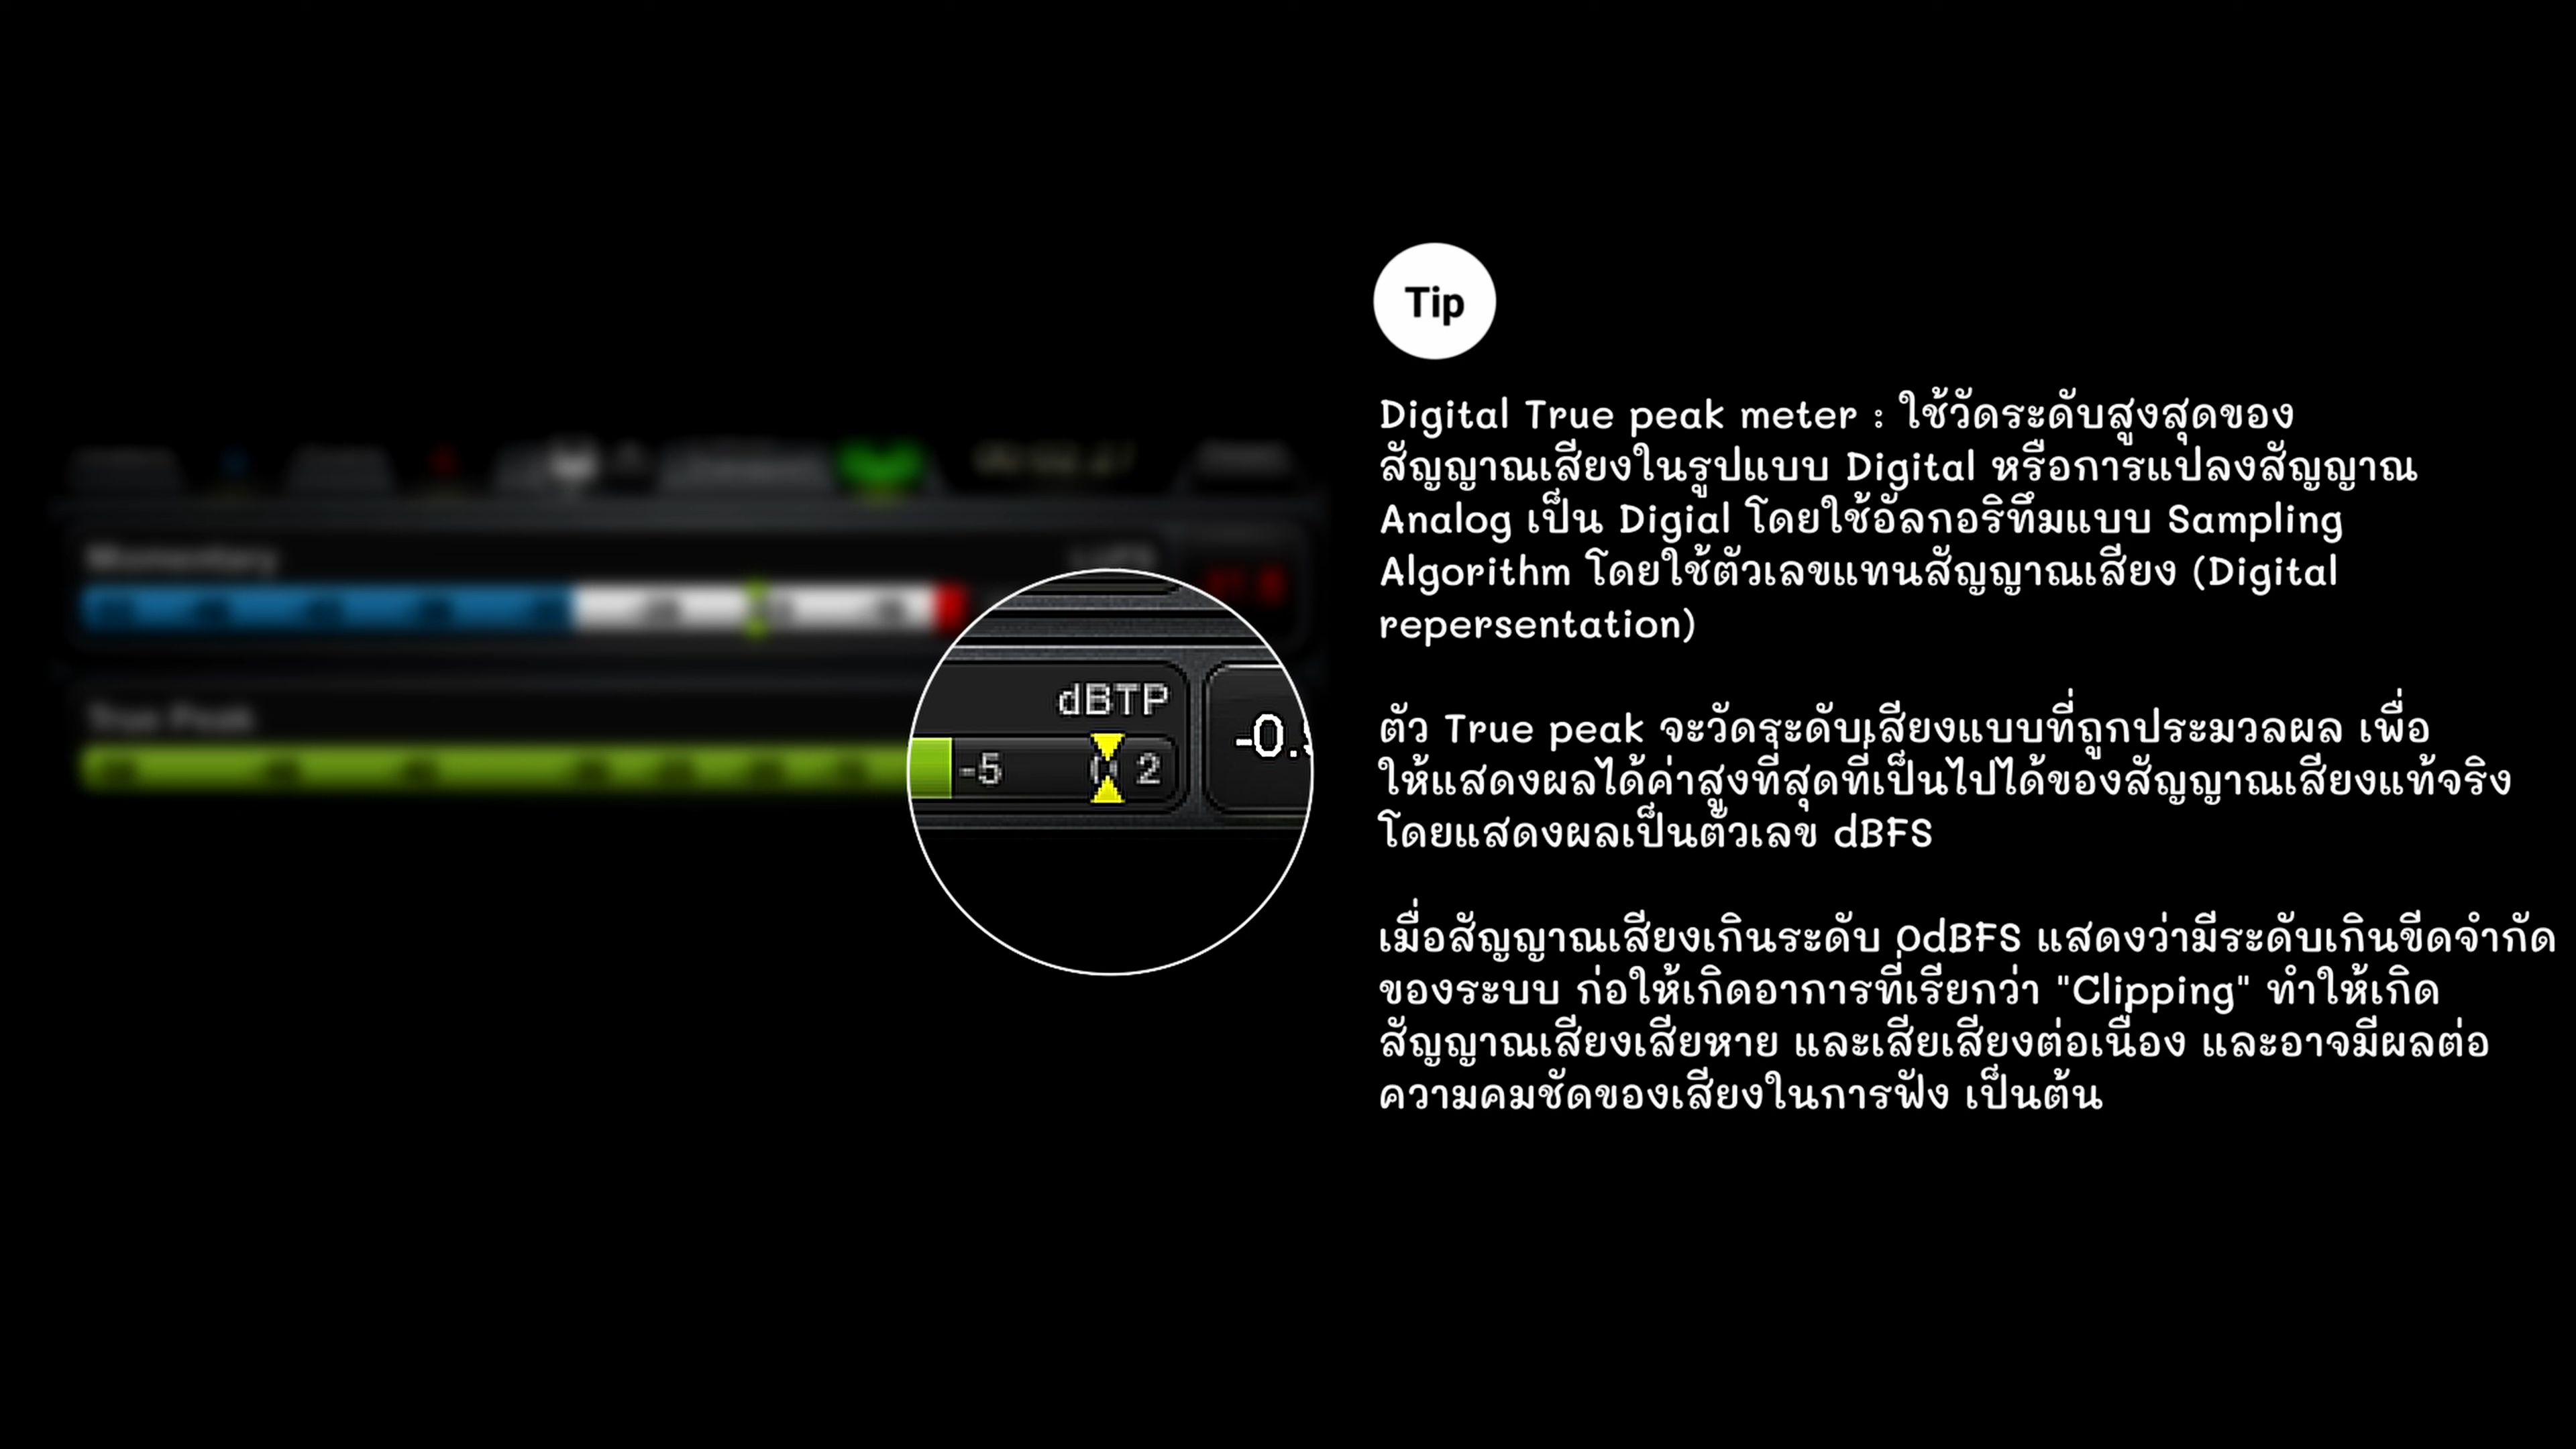 Tip
Digital True peak meter : ใช้วัดระดับสูงสุดของ
สัญญาณเสียงในรูปแบบ Digital หรือการแปลงสัญญาณ
Analog เป็น Digial โดยใช้อัลกอริทึมแบบ Sampling
Algorithm โดยใช้ตัวเลขแทนสัญญาณเสียง (Digital
repersentation)
ตัว True peak จะวัดระดับเสียงแบบที่ถูกประมวลผล เพื่อ
ให้แสดงผลได้ค่าสูงที่สุดที่เป็นไปได้ของสัญญาณเสียงแท้จริง
โดยแสดงผลเป็นตัวเลข dBFS
เมื่อสัญญาณเสียงเกินระดับ 0dBFS แสดงว่ามีระดับเกินขีดจำกัด
ของระบบ ก่อให้เกิดอาการที่เรียกว่า "Clipping" ทำให้เกิด
สัญญาณเสียงเสียหาย และเสียเสียงต่อเนื่อง และอาจมีผลต่อ
ความคมชัดของเสียงในการฟัง เป็นต้น
Momentary
True Peak
dBTP
-5 0 2